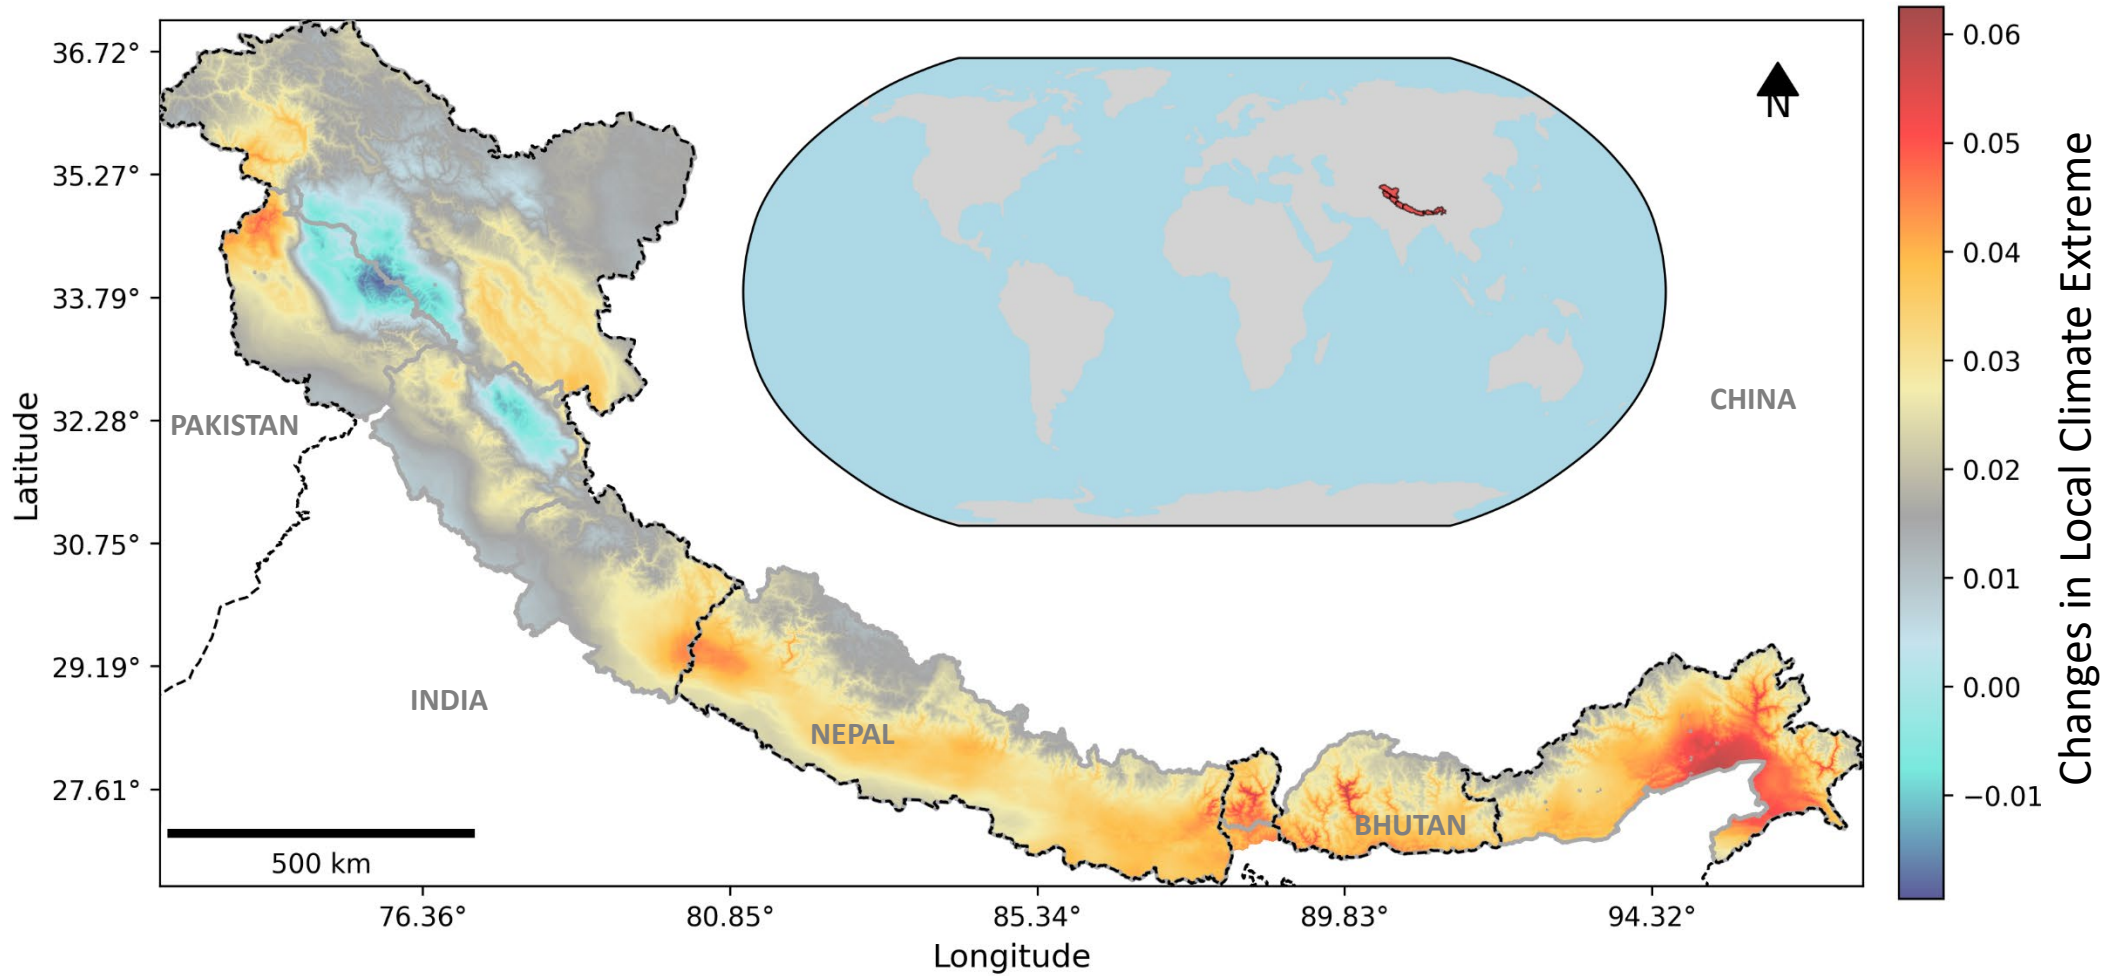 36.72°
35.27°
33.79°
32.28°
30.75°
29.19°
27.61°
Latitude
PAKISTAN
INDIA
NEPAL
BHUTAN
CHINA
N
500 km
76.36°
80.85°
85.34°
89.83°
94.32°
Longitude
0.06
0.05
0.04
0.03
0.02
0.01
0.00
−0.01
Changes in Local Climate Extreme